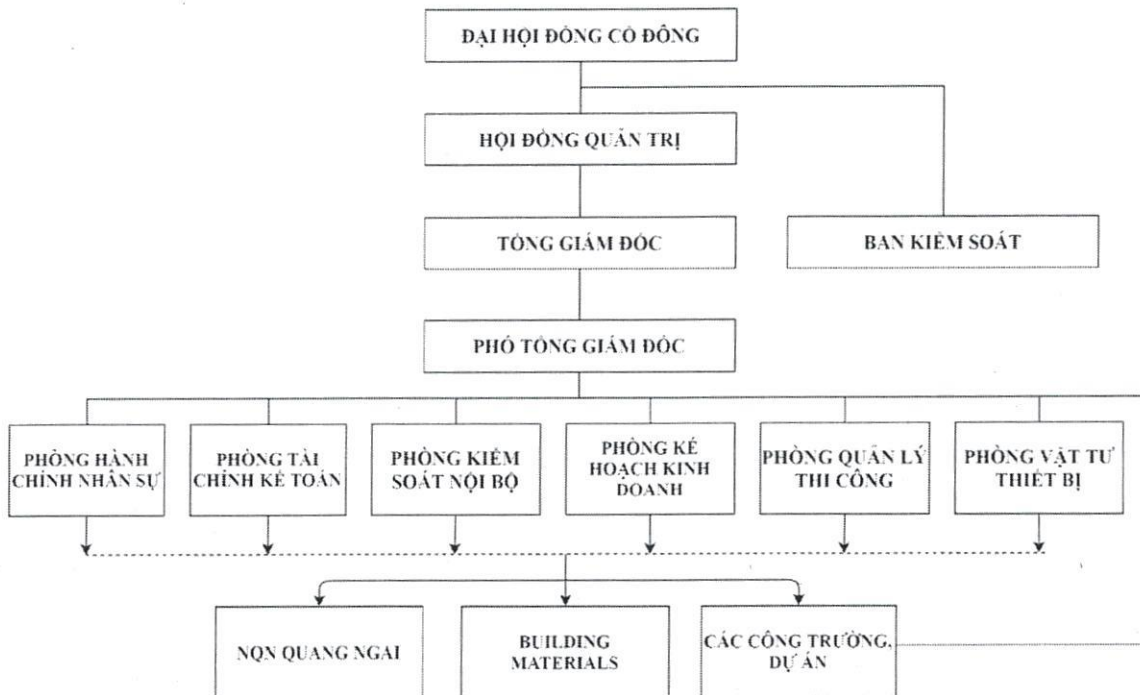 ĐẠI HỘI ĐỒNG CỔ ĐÔNG
HỘI ĐỒNG QUẢN TRỊ
TỔNG GIÁM ĐỐC
BAN KIỂM SOÁT
PHÓ TỔNG GIÁM ĐỐC
PHÒNG HÀNH
CHÍNH NHÂN SỰ
PHÒNG TÀI
CHÍNH KẾ TOÁN
PHÒNG KIỂM
SOÁT NỘI BỘ
PHÒNG KẾ
HOẠCH KINH
DOANH
PHÒNG QUẢN LÝ
THI CÔNG
PHÒNG VẬT TƯ
THIẾT BỊ
NQN QUANG NGAI
BUILDING
MATERIALS
CÁC CÔNG TRƯỜNG,
DỰ ÁN